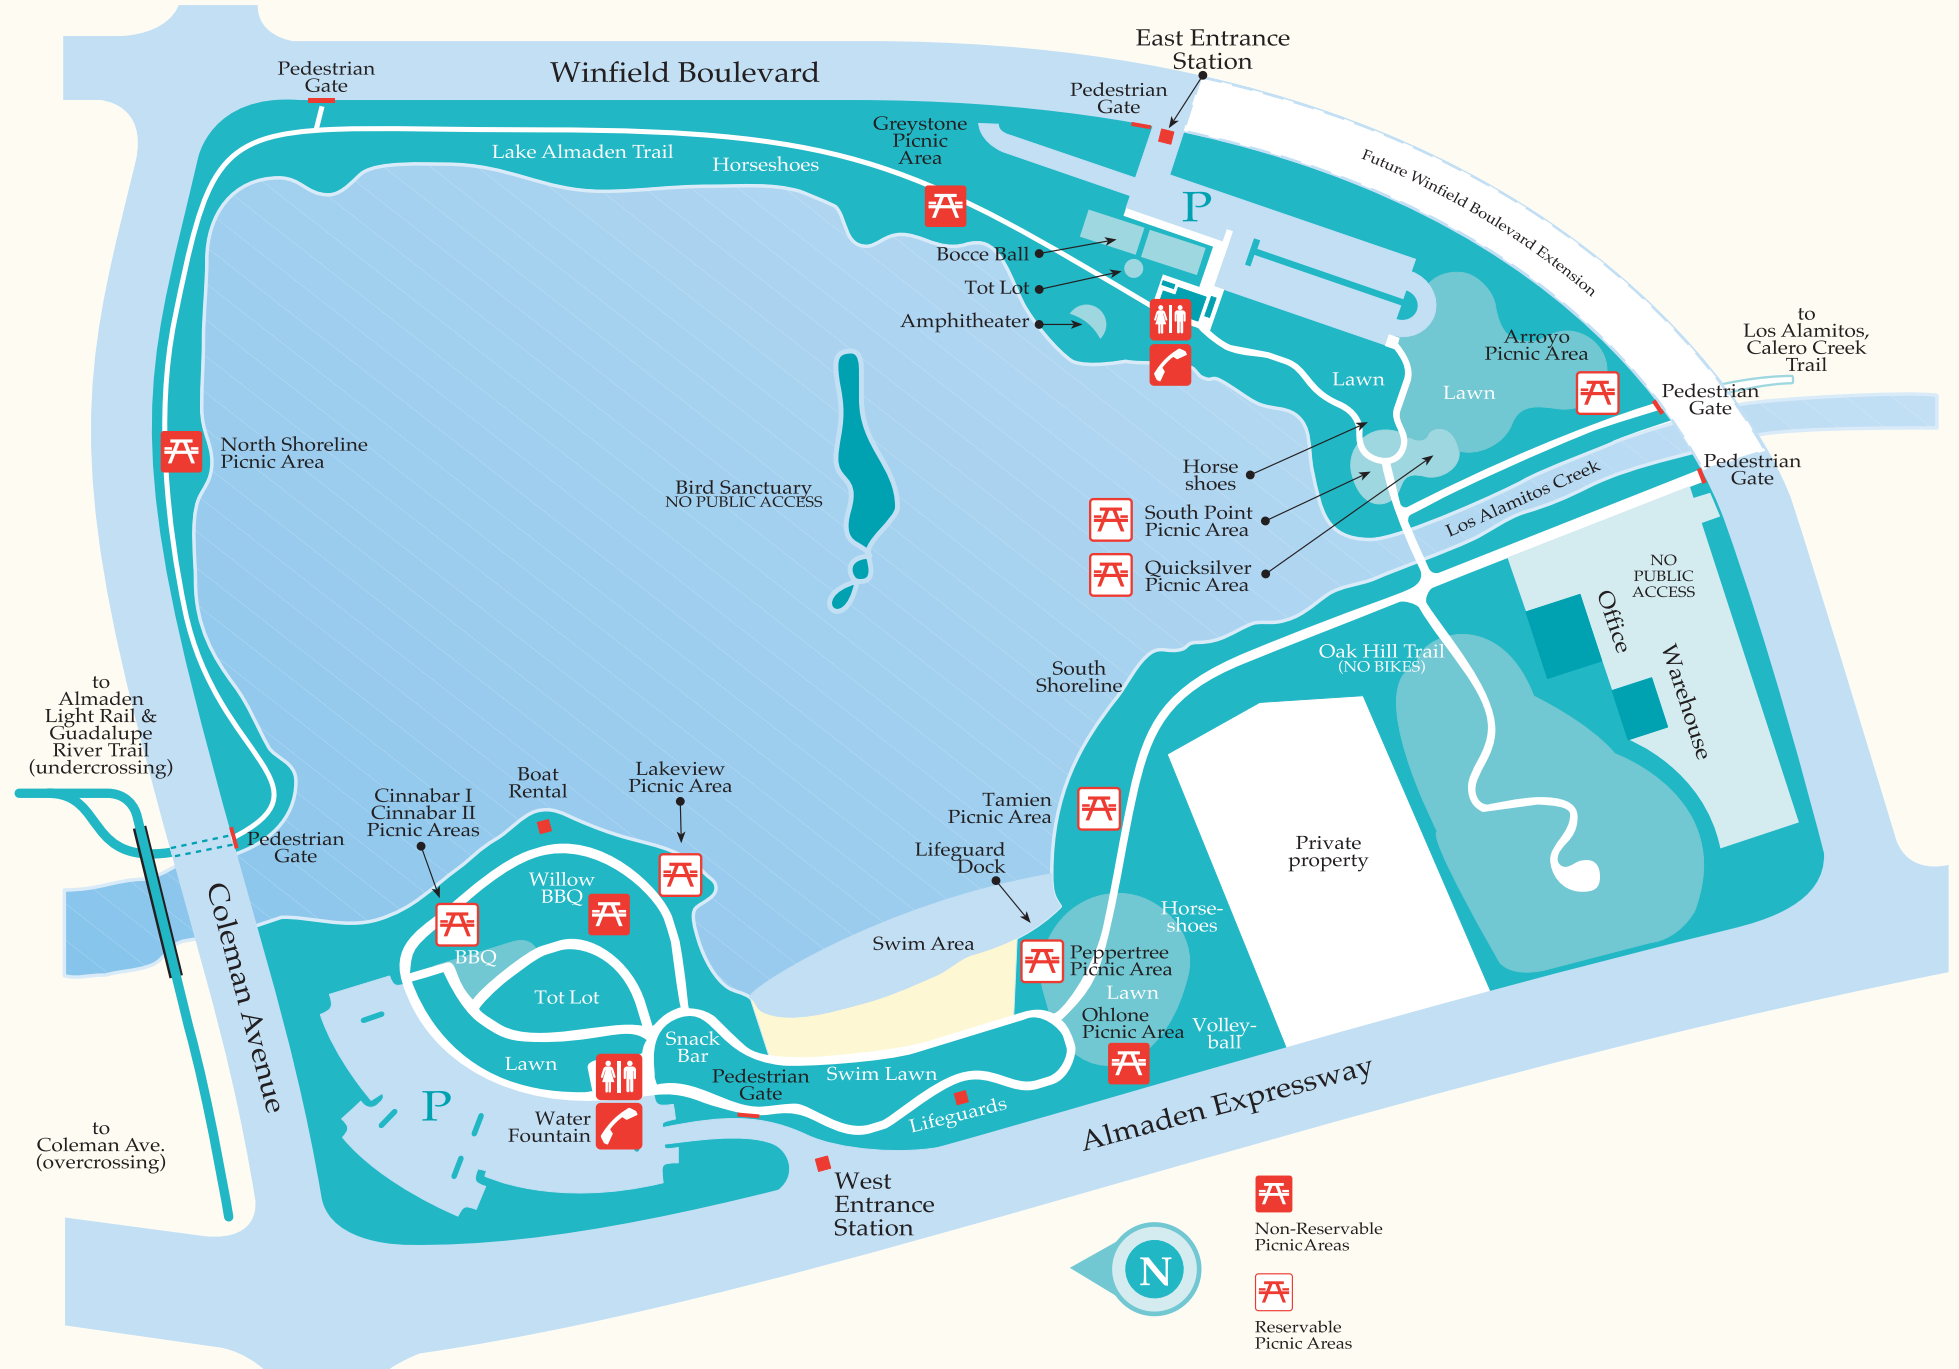 East Entrance
Station
Winfield Boulevard
Pedestrian
Gate
Pedestrian
Gate
Greystone
Picnic
Area
Lake Almaden Trail
Horseshoes
P
Future Winfield Boulevard Extension
Bocce Ball
Tot Lot
Amphitheater
to
Los Alamitos,
Calero Creek
Trail
Arroyo
Picnic Area
Lawn
Lawn
Pedestrian
Gate
North Shoreline
Picnic Area
Bird Sanctuary
NO PUBLIC ACCESS
Horse
shoes
South Point
Picnic Area
Quicksilver
Picnic Area
Los Alamitos Creek
Pedestrian
Gate
NO
PUBLIC
ACCESS
Office
Warehouse
Oak Hill Trail
(NO BIKES)
South
Shoreline
to
Almaden
Light Rail &
Guadalupe
River Trail
(undercrossing)
Pedestrian
Gate
Cinnabar I
Cinnabar II
Picnic Areas
Boat
Rental
Lakeview
Picnic Area
Tamien
Picnic Area
Lifeguard
Dock
Private
property
Willow
BBQ
BBQ
Tot Lot
Lawn
Swim Area
Horse-
shoes
Peppertree
Picnic Area
Lawn
Ohlone
Picnic Area
Volley-
ball
Snack
Bar
Pedestrian
Gate
Swim Lawn
Lifeguards
Coleman Avenue
P
Water
Fountain
Almaden Expressway
to
Coleman Ave.
(overcrossing)
West
Entrance
Station
N
Non-Reservable
Picnic Areas
Reservable
Picnic Areas